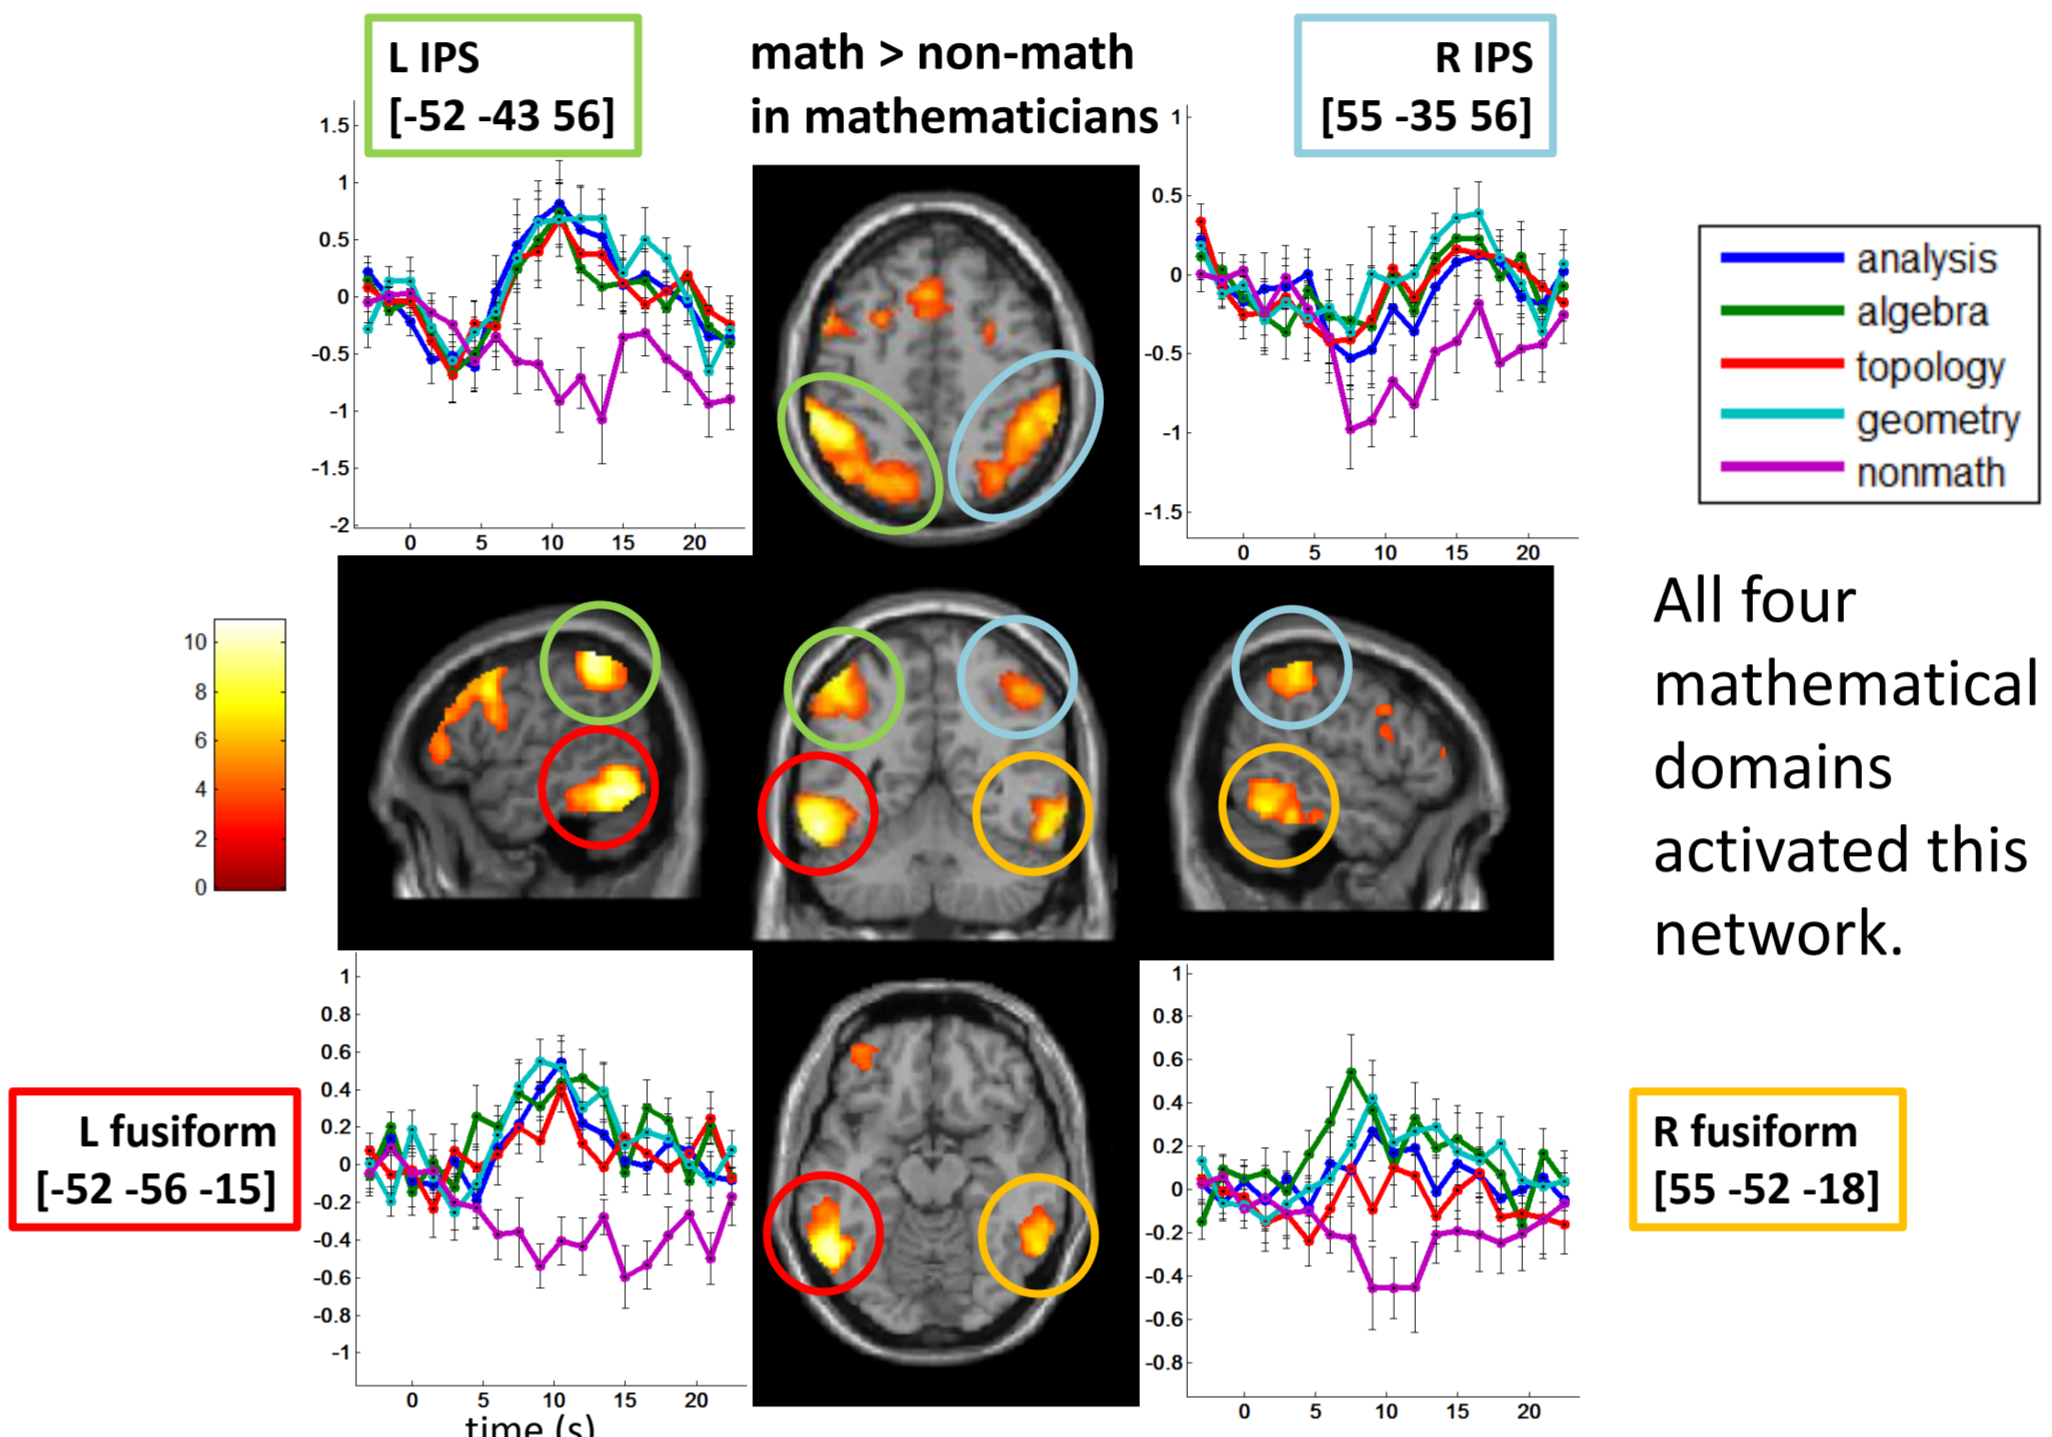 L IPS
[-52 -43 56]
math > non-math
in mathematicians
R IPS
[55 -35 56]
1.5
1
0.5
0
-0.5
-1
-1.5
-2
0 5 10 15 20
1
0.5
0
-0.5
-1
-1.5
0 5 10 15 20
analysis
algebra
topology
geometry
nonmath
10
8
6
4
2
0
All four
mathematical
domains
activated this
network.
L fusiform
[-52 -56 -15]
1
0.8
0.6
0.4
0.2
0
-0.2
-0.4
-0.6
-0.8
-1
0 5 10 15 20
time (s)
1
0.8
0.6
0.4
0.2
0
-0.2
-0.4
-0.6
-0.8
0 5 10 15 20
R fusiform
[55 -52 -18]